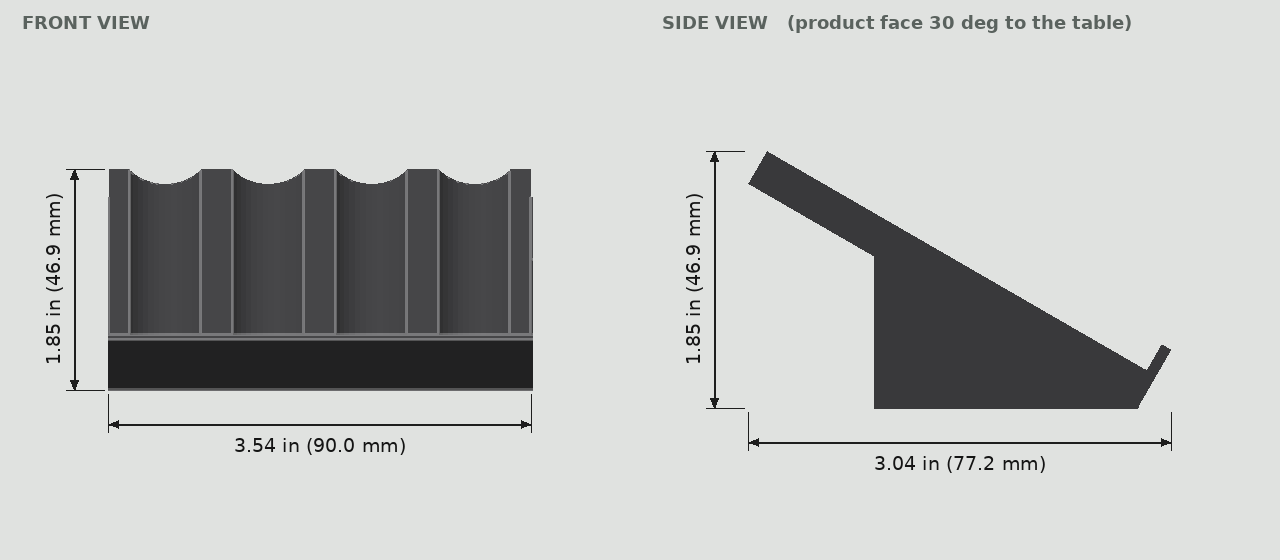 FRONT VIEW
SIDE VIEW (product face 30 deg to the table)
1.85 in (46.9 mm)
3.54 in (90.0 mm)
1.85 in (46.9 mm)
3.04 in (77.2 mm)